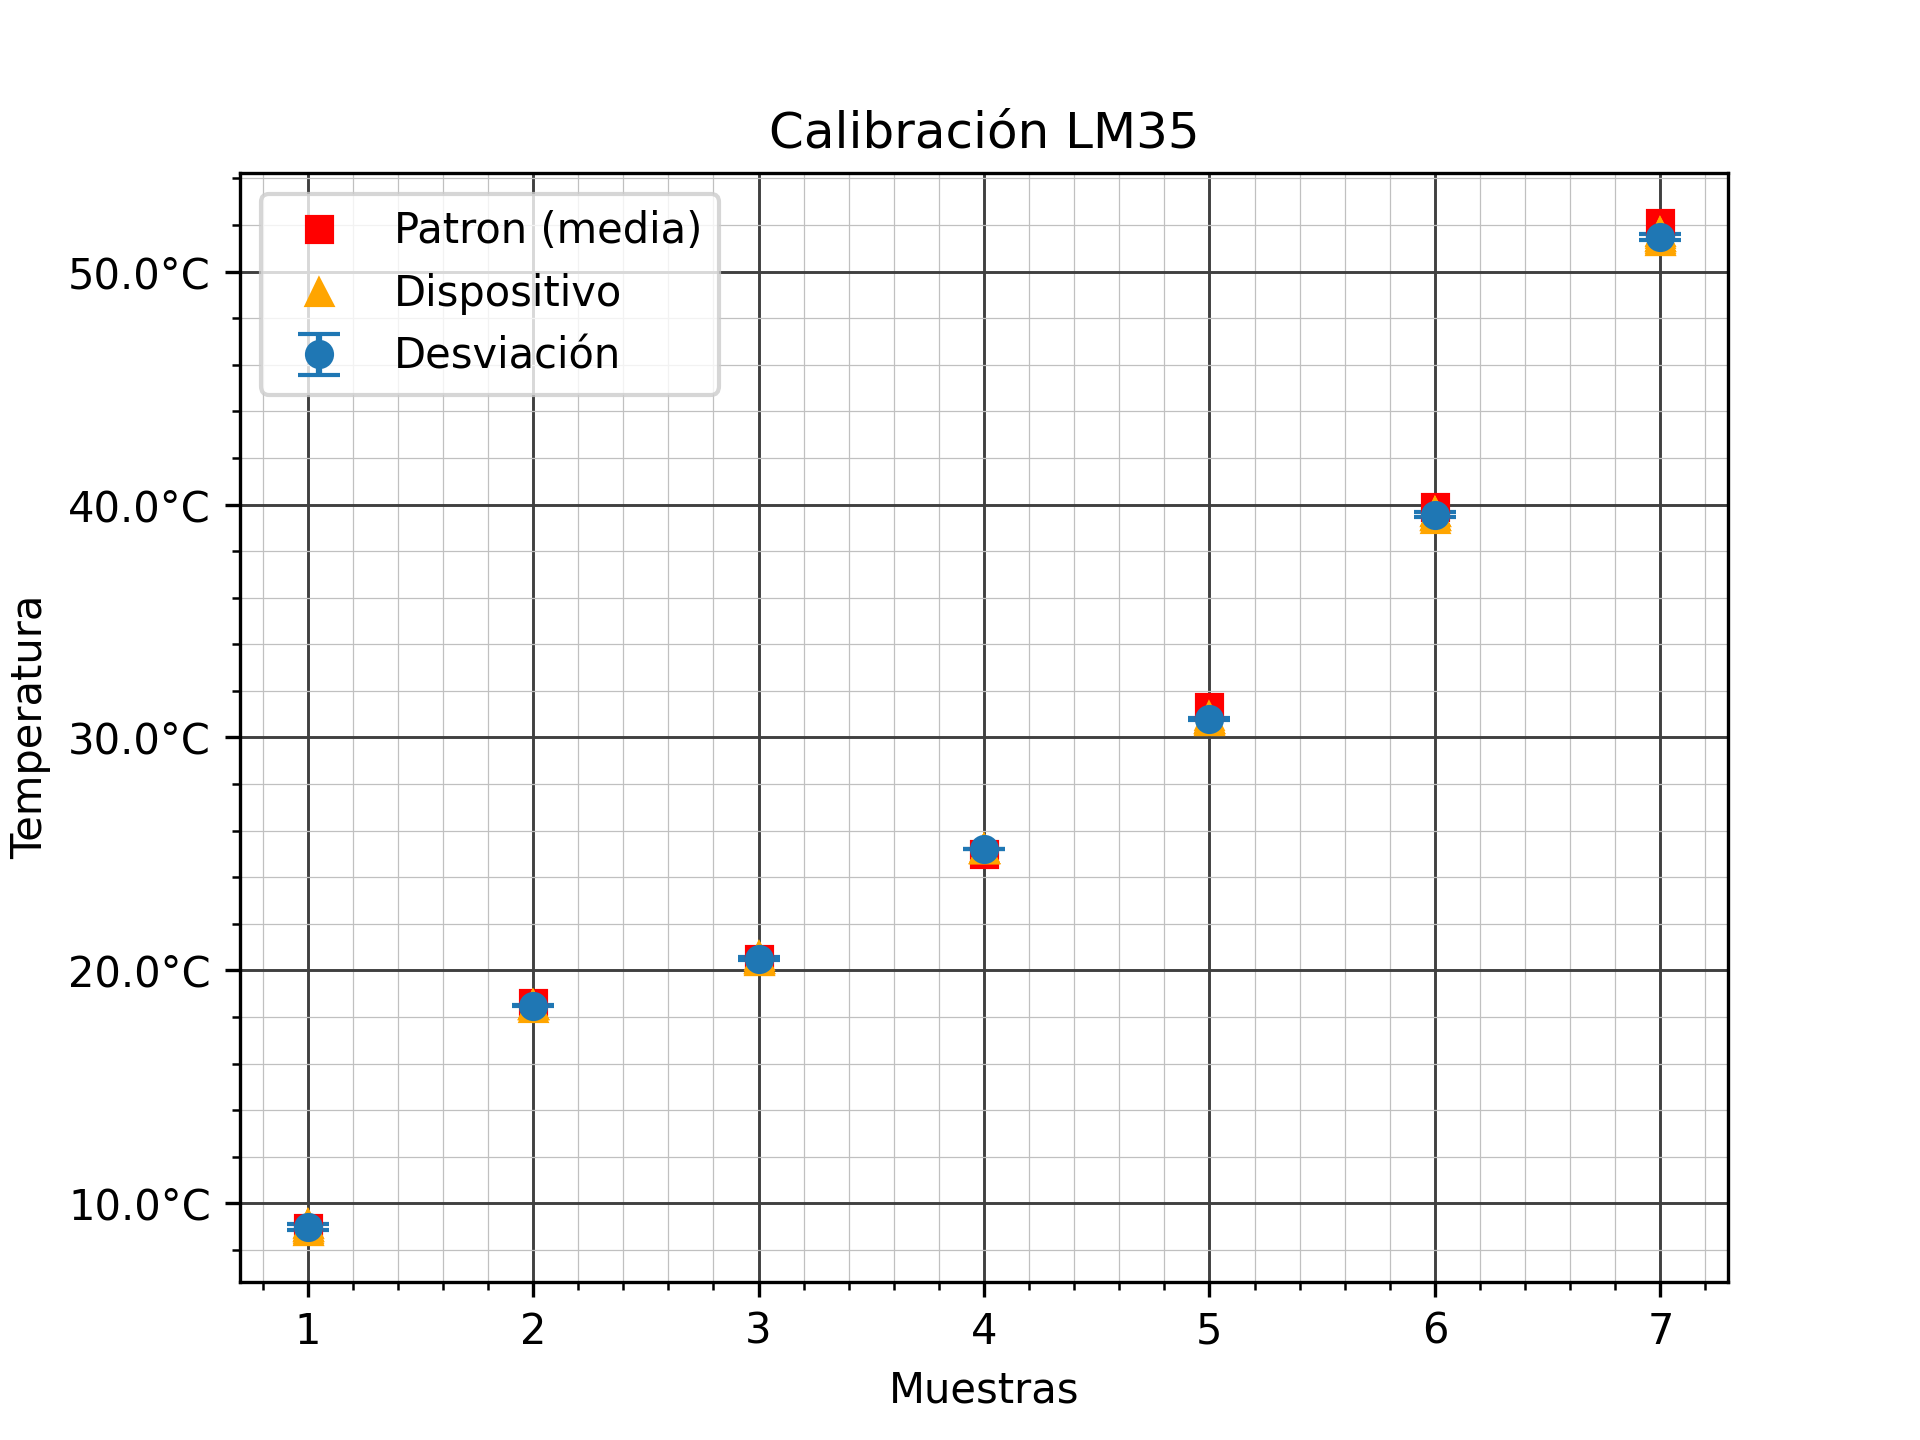 Calibración LM35
Patron (media)
Dispositivo
Desviación
50.0°C
40.0°C
30.0°C
20.0°C
10.0°C
Temperatura
1 2 3 4 5 6 7
Muestras